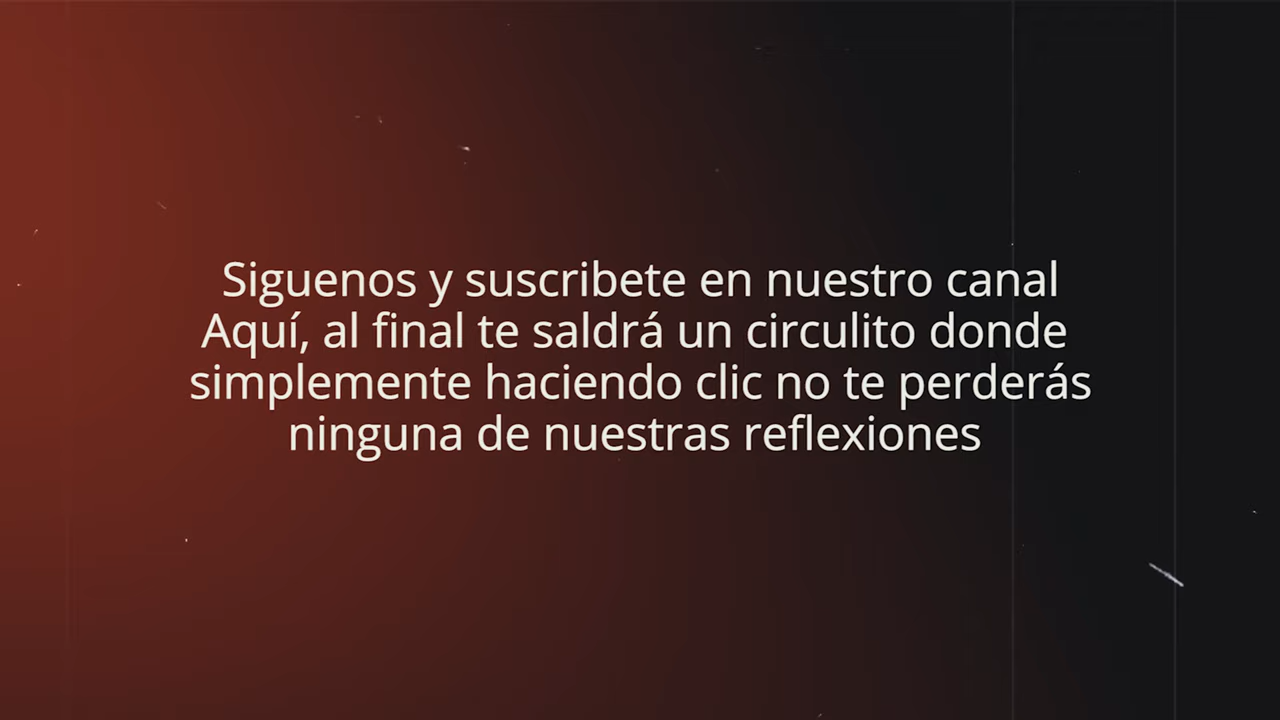 Siguenos y suscribete en nuestro canal
Aquí, al final te saldrá un circulito donde
simplemente haciendo clic no te perderás
ninguna de nuestras reflexiones